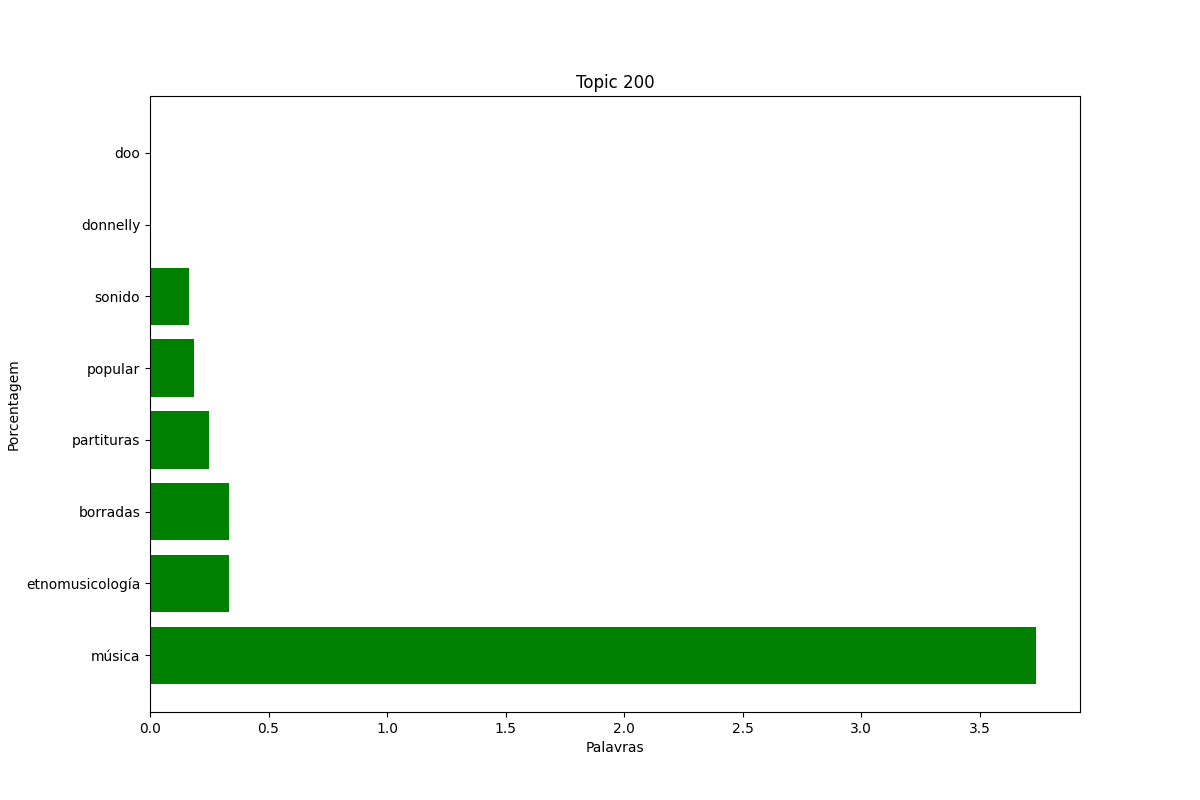 Topic 200
doo
donnelly
sonido
popular
partituras
borradas
etnomusicología
música
Porcentagem
0.0 0.5 1.0 1.5 2.0 2.5 3.0 3.5
Palavras